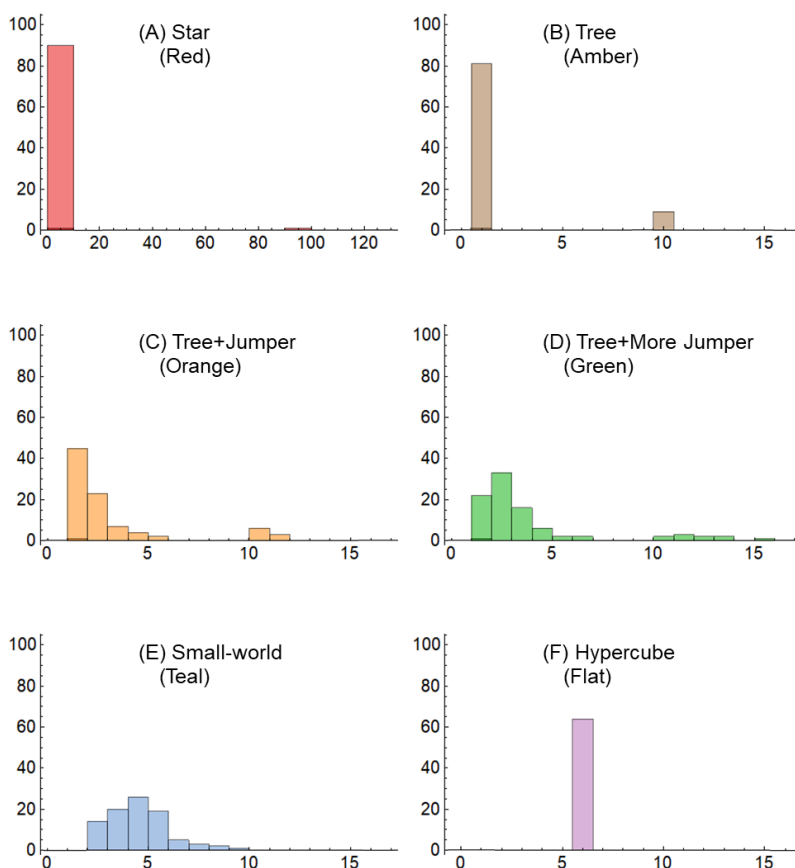 (A) Star
(Red)
100
80
60
40
20
0
0 20 40 60 80 100 120
(B) Tree
(Amber)
100
80
60
40
20
0
0 5 10 15
(C) Tree+Jumper
(Orange)
100
80
60
40
20
0
0 5 10 15
(D) Tree+More Jumper
(Green)
100
80
60
40
20
0
0 5 10 15
(E) Small-world
(Teal)
100
80
60
40
20
0
0 5 10 15
(F) Hypercube
(Flat)
100
80
60
40
20
0
0 5 10 15